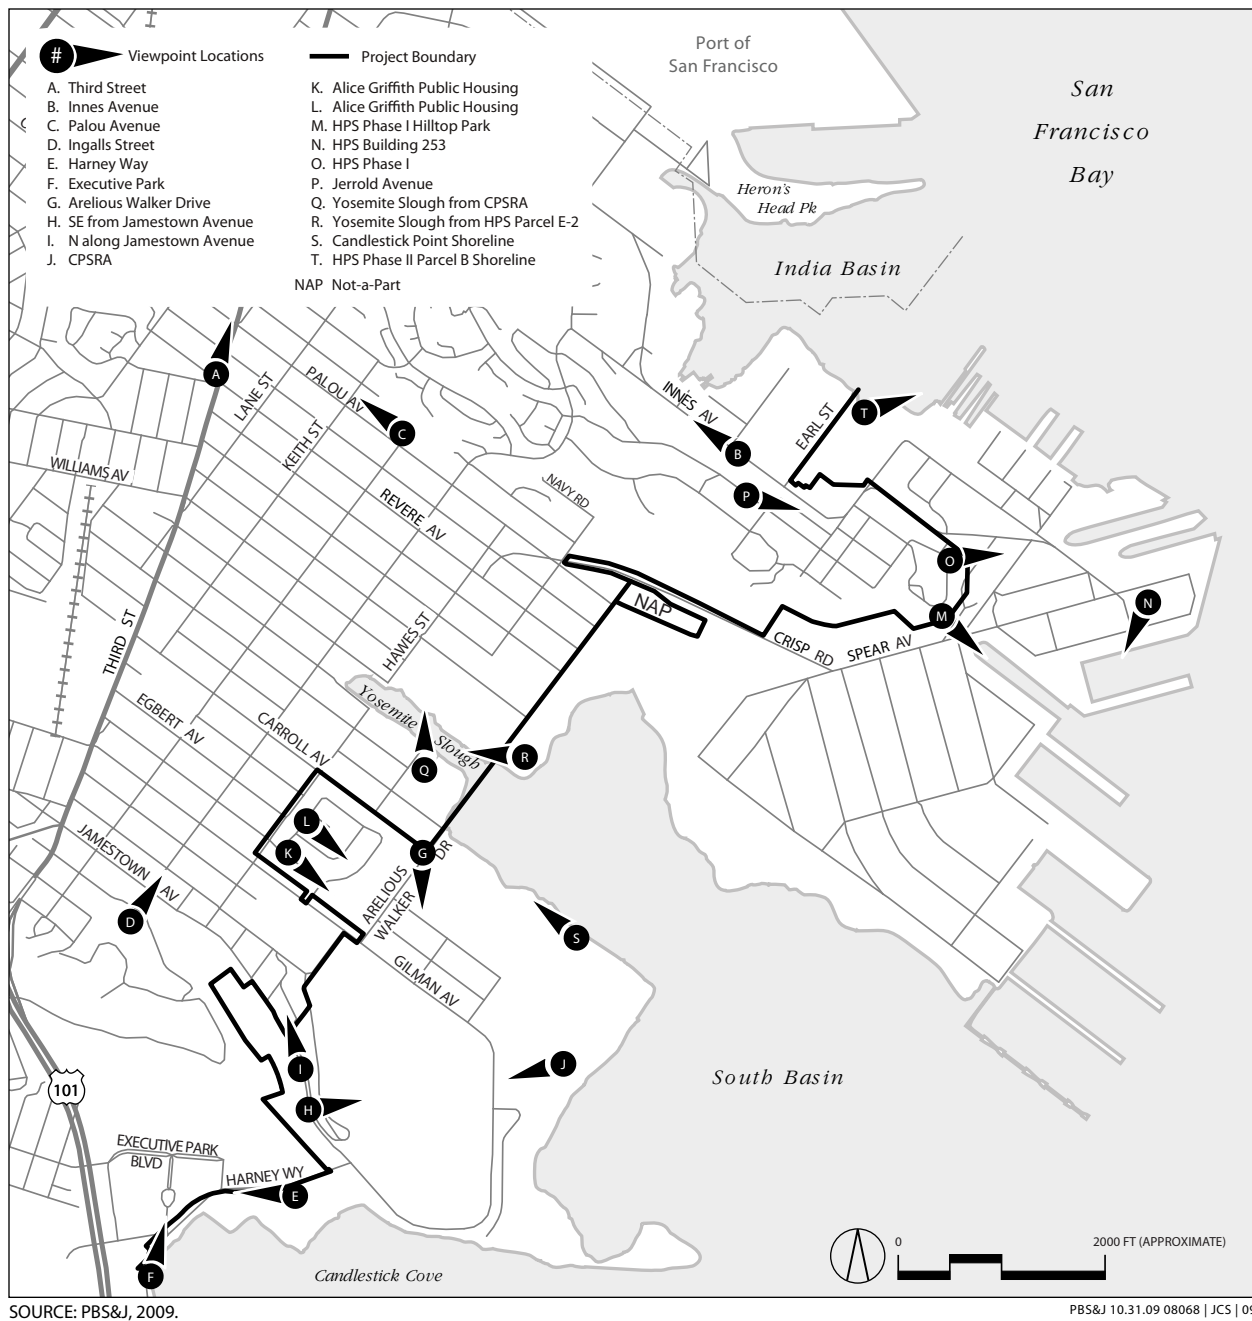 # Viewpoint Locations
Project Boundary
A. Third Street
B. Innes Avenue
C. Palou Avenue
D. Ingalls Street
E. Harney Way
F. Executive Park
G. Arelious Walker Drive
H. SE from Jamestown Avenue
I. N along Jamestown Avenue
J. CPSRA
K. Alice Griffith Public Housing
L. Alice Griffith Public Housing
M. HPS Phase I Hilltop Park
N. HPS Building 253
O. HPS Phase I
P. Jerrold Avenue
Q. Yosemite Slough from CPSRA
R. Yosemite Slough from HPS Parcel E-2
S. Candlestick Point Shoreline
T. HPS Phase II Parcel B Shoreline
NAP Not-a-Part
Port of
San Francisco
San
Francisco
Bay
Heron's
Head Pk
India Basin
A
LANE ST
PALOU AV
C
KEITH ST
INNES AV
B
EARL ST
T
WILLIAMS AV
REVERE AV
NAVY RD
P
O
N
M
NAP
CRISP RD
SPEAR AV
THIRD ST
HAWES ST
Yosemite
Slough
EGBERT AV
CARROLL AV
Q
R
L
K
G
JAMESTOWN AV
D
ARELIOUS
WALKER
DR
S
GILMAN AV
I
J
H
101
South Basin
EXECUTIVE PARK
BLVD
HARNEY WY
E
F
Candlestick Cove
0
2000 FT (APPROXIMATE)
SOURCE: PBS&J, 2009.
PBS&J 10.31.09 08068 | JCS | 09